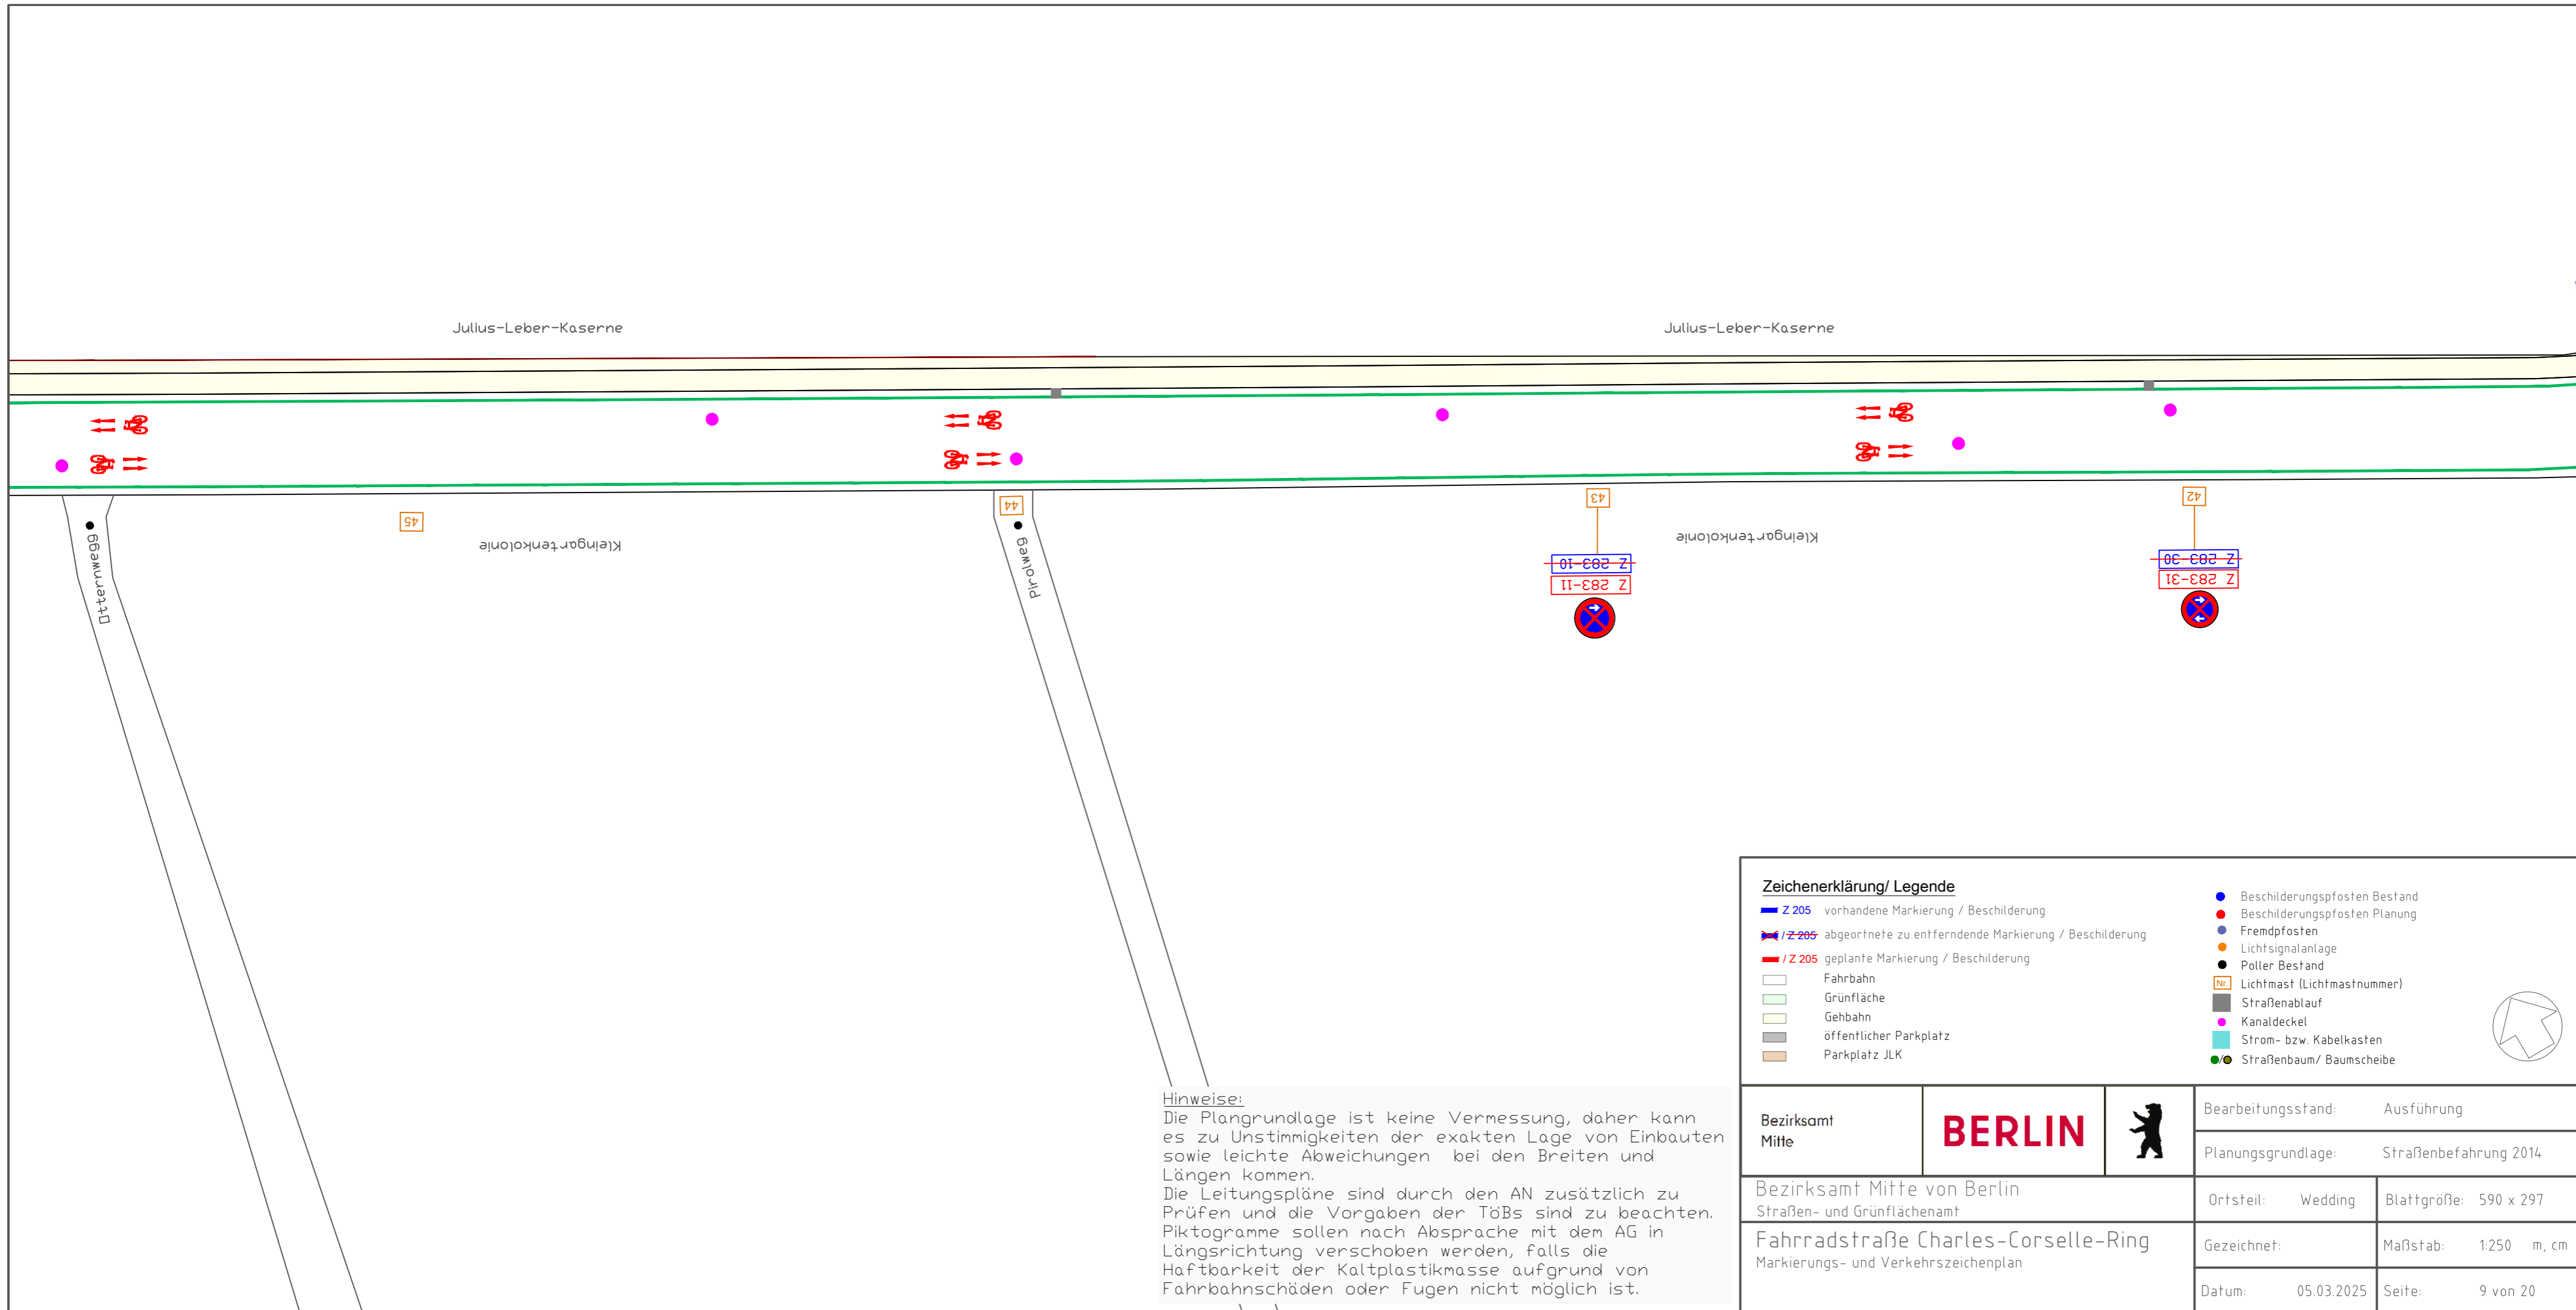 Julius-Leber-Kaserne
Julius-Leber-Kaserne
45
44
43
42
Kleingartenkolonie
Kleingartenkolonie
Pirolweg
Z 283-10
Z 283-11
Z 283-30
Z 283-31
Zeichenerklärung/ Legende
Z 205 vorhandene Markierung / Beschilderung
/ Z 205 abgeortnete zu entferndende Markierung / Beschilderung
/ Z 205 geplante Markierung / Beschilderung
Fahrbahn
Grünfläche
Gehbahn
öffentlicher Parkplatz
Parkplatz JLK
Beschilderungspfosten Bestand
Beschilderungspfosten Planung
Fremdpfosten
Lichtsignalanlage
Poller Bestand
Nr. Lichtmast (Lichtmastnummer)
Straßenablauf
Kanaldeckel
Strom- bzw. Kabelkasten
Straßenbaum/ Baumscheibe
Hinweise:
Die Plangrundlage ist keine Vermessung, daher kann
es zu Unstimmigkeiten der exakten Lage von Einbauten
sowie leichte Abweichungen bei den Breiten und
Längen kommen.
Die Leitungspläne sind durch den AN zusätzlich zu
Prüfen und die Vorgaben der TöBs sind zu beachten.
Piktogramme sollen nach Absprache mit dem AG in
Längsrichtung verschoben werden, falls die
Haftbarkeit der Kaltplastikmasse aufgrund von
Fahrbahnschäden oder Fugen nicht möglich ist.
Bezirksamt
Mitte
BERLIN
Bezirksamt Mitte von Berlin
Straßen- und Grünflächenamt
Fahrradstraße Charles-Corselle-Ring
Markierungs- und Verkehrszeichenplan
Bearbeitungsstand: Ausführung
Planungsgrundlage: Straßenbefahrung 2014
Ortsteil: Wedding Blattgröße: 590 x 297
Gezeichnet: Maßstab: 1:250 m, cm
Datum: 05.03.2025 Seite: 9 von 20